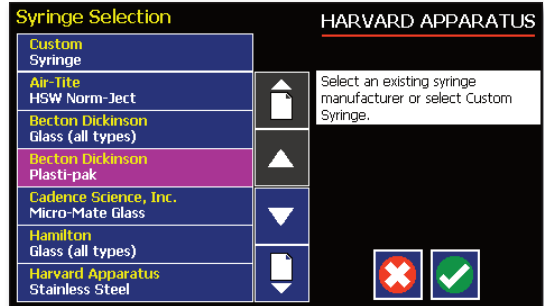 Syringe Selection
HARVARD APPARATUS
Custom
Syringe
Air-Tite
HSW Norm-Ject
Becton Dickinson
Glass (all types)
Becton Dickinson
Plasti-pak
Cadence Science, Inc.
Micro-Mate Glass
Hamilton
Glass (all types)
Harvard Apparatus
Stainless Steel
Select an existing syringe
manufacturer or select Custom
Syringe.